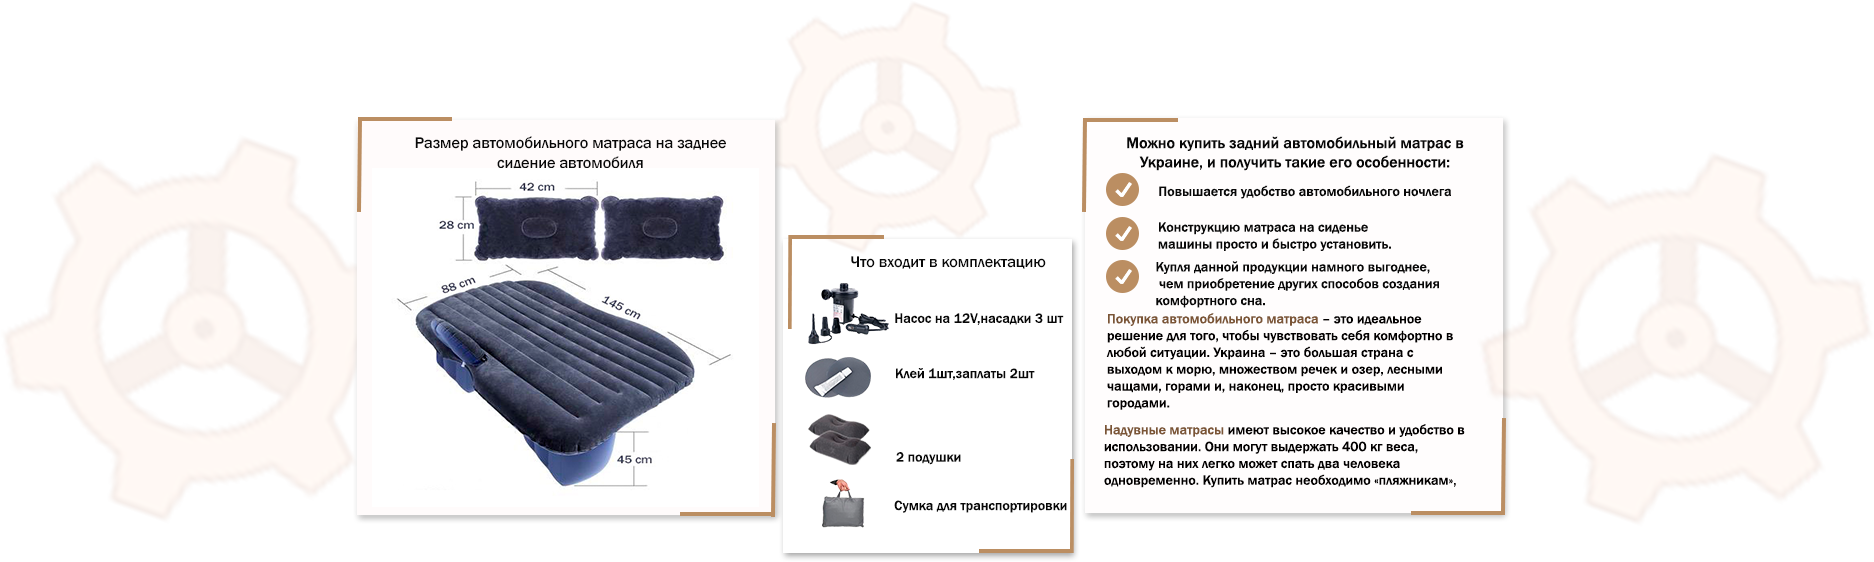 Размер автомобильного матраса на заднее
сидение автомобиля
42 cm
28 cm
88 cm
145 cm
45 cm
Что входит в комплектацию
Насос на 12V,насадки 3 шт
Клей 1шт,заплаты 2шт
2 подушки
Сумка для транспортировки
Можно купить задний автомобильный матрас в
Украине, и получить такие его особенности:
Повышается удобство автомобильного ночлега
Конструкцию матраса на сиденье
машины просто и быстро установить.
Купля данной продукции намного выгоднее,
чем приобретение других способов создания
комфортного сна.
Покупка автомобильного матраса – это идеальное
решение для того, чтобы чувствовать себя комфортно в
любой ситуации. Украина – это большая страна с
выходом к морю, множеством речек и озер, лесными
чащами, горами и, наконец, просто красивыми
городами.
Надувные матрасы имеют высокое качество и удобство в
использовании. Они могут выдержать 400 кг веса,
поэтому на них легко может спать два человека
одновременно. Купить матрас необходимо «пляжникам»,